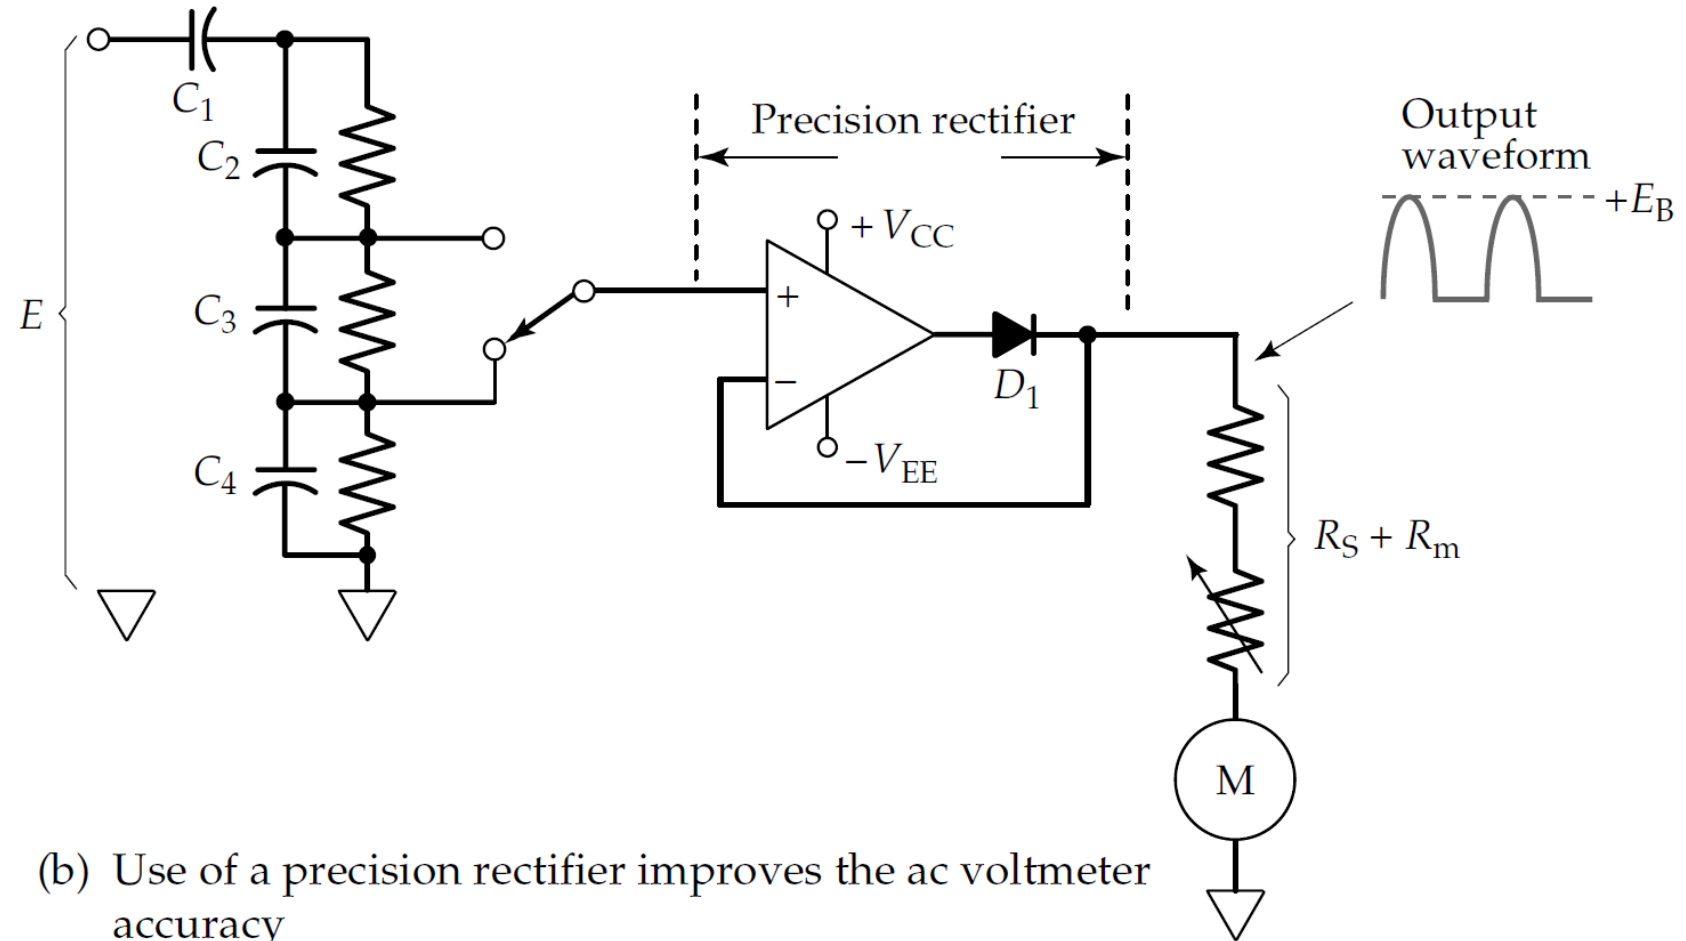 C1
C2
C3
C4
E
Precision rectifier
+VCC
+
−
−VEE
D1
Output
waveform
+EB
RS + Rm
M
(b) Use of a precision rectifier improves the ac voltmeter
accuracy